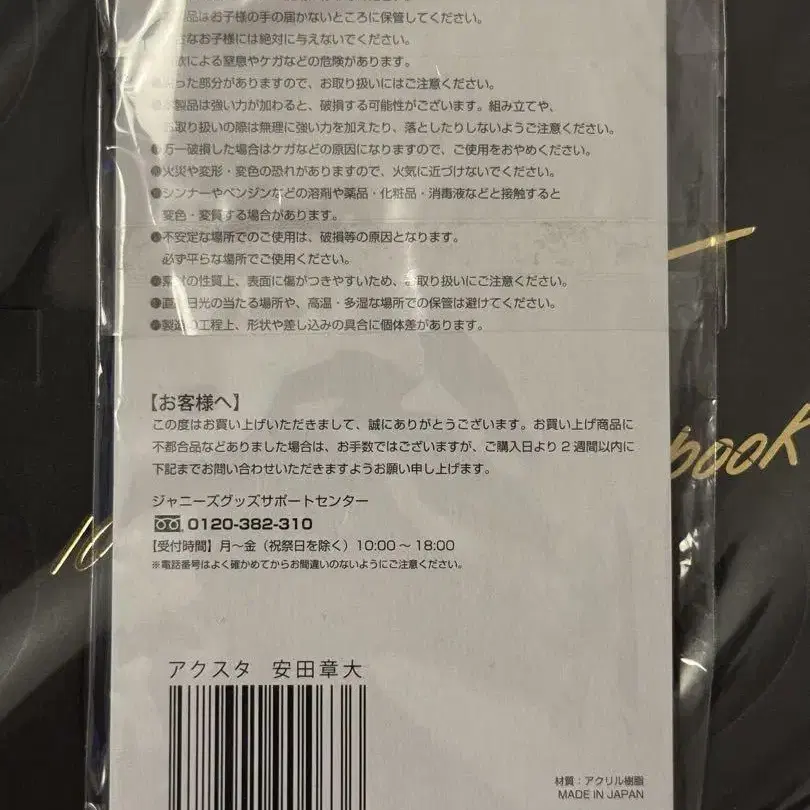 製品はお子様の手の届かないところに保管してください。
なお子様には絶対に与えないでください。
による窒息やケガなどの危険があります。
った部分がありますので、お取り扱いにはご注意ください。
●本製品は強い力が加わると、破損する可能性がございます。組み立てや、
お取り扱いの際は無理に強い力を加えたり、落としたりしないようご注意ください。
●万一破損した場合はケガなどの原因になりますので、ご使用をおやめください。
●火災や変形・変色の恐れがありますので、火気に近づけないでください。
●シンナーやベンジンなどの溶剤や薬品・化粧品・消毒液などと接触すると
変色・変質する場合があります。
●不安定な場所でのご使用は、破損等の原因となります。
必ず平らな場所でご使用ください。
●素材の性質上、表面に傷がつきやすいため、お取り扱いにご注意ください。
●直射日光の当たる場所や、高温・多湿な場所での保管は避けてください。
●製造の工程上、形状や差し込みの具合に個体差があります。
【お客様へ】
この度はお買い上げいただきまして、誠にありがとうございます。お買い上げ商品に
不都合品などありました場合は、お手数ではございますが、ご購入日より2週間以内に
下記までお問い合わせいただきますようお願い申し上げます。
ジャニーズグッズサポートセンター
0120-382-310
【受付時間】月～金（祝祭日を除く）10:00～18:00
※電話番号はよく確かめてからお間違いのないようにご注意ください。
アクスタ 安田章大
材質：アクリル樹脂
MADE IN JAPAN
10
book